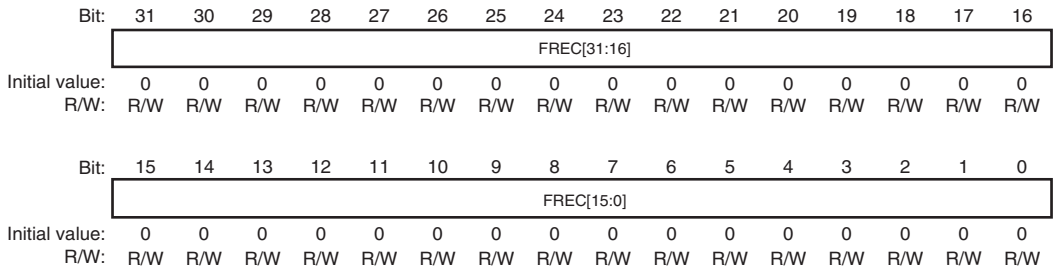 Bit: 31 30 29 28 27 26 25 24 23 22 21 20 19 18 17 16
FREC[31:16]
Initial value: 0 0 0 0 0 0 0 0 0 0 0 0 0 0 0 0
R/W: R/W R/W R/W R/W R/W R/W R/W R/W R/W R/W R/W R/W R/W R/W R/W R/W
Bit: 15 14 13 12 11 10 9 8 7 6 5 4 3 2 1 0
FREC[15:0]
Initial value: 0 0 0 0 0 0 0 0 0 0 0 0 0 0 0 0
R/W: R/W R/W R/W R/W R/W R/W R/W R/W R/W R/W R/W R/W R/W R/W R/W R/W